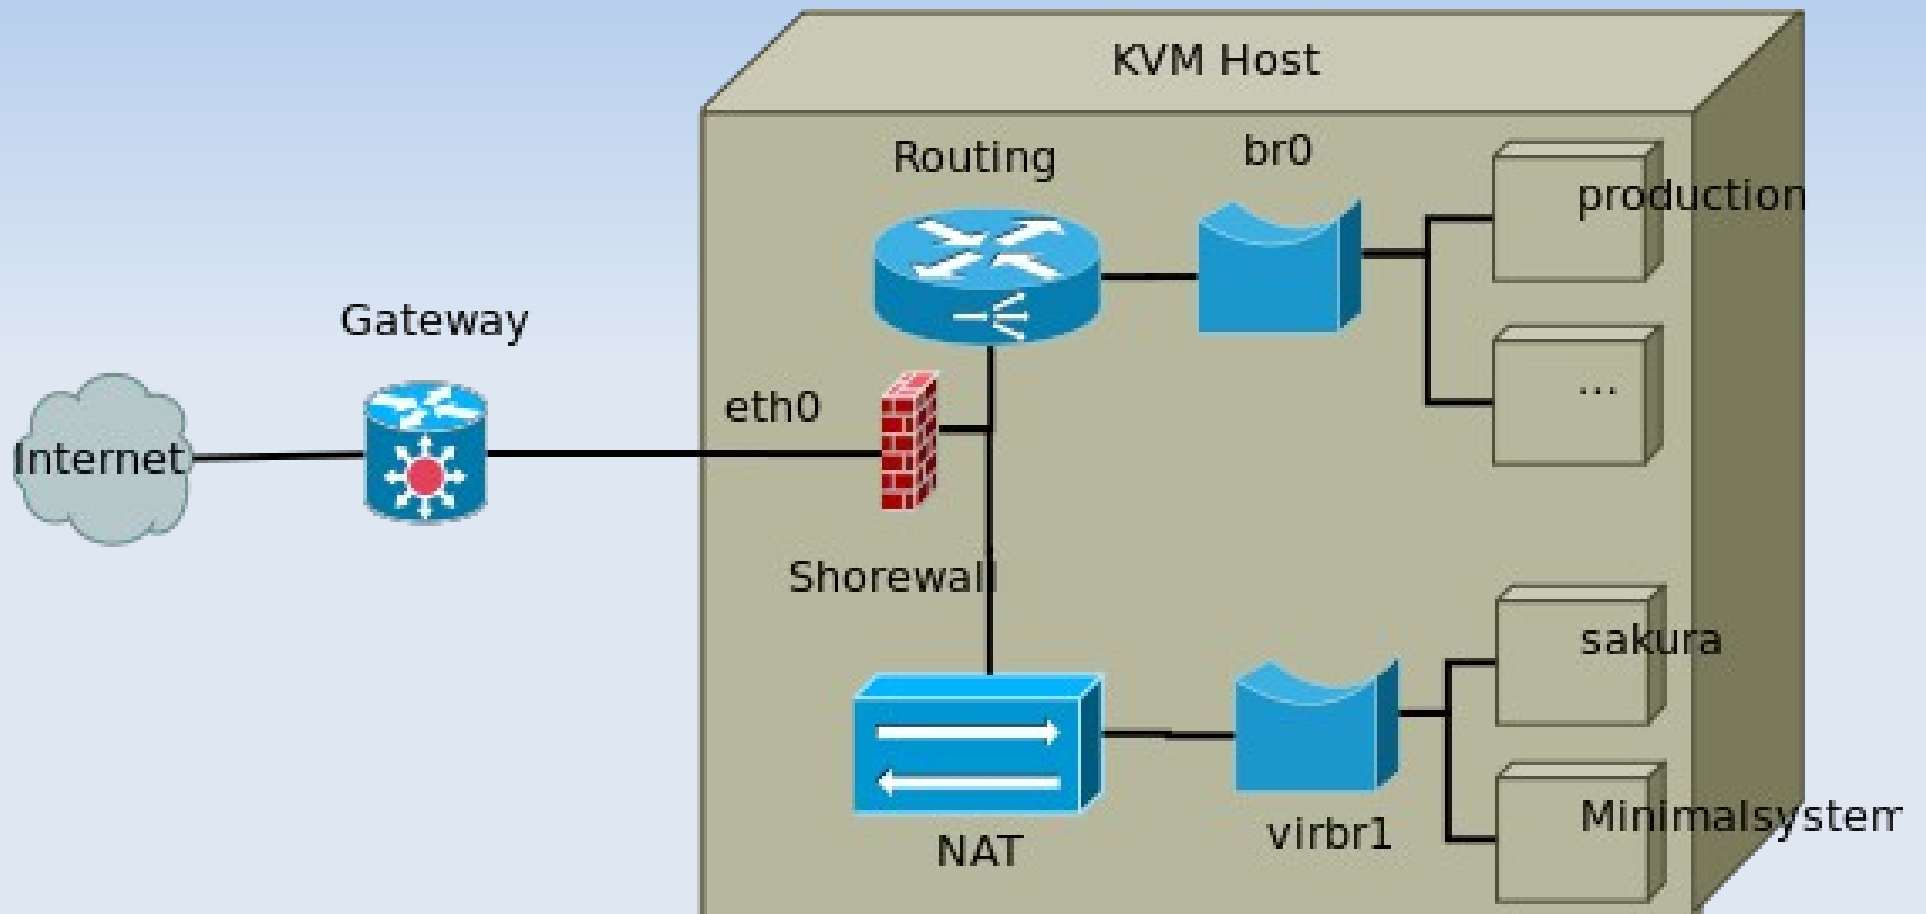 KVM Host
Routing
br0
production
Gateway
eth0
...
Internet
Shorewall
sakura
Minimalsystem
virbr1
NAT